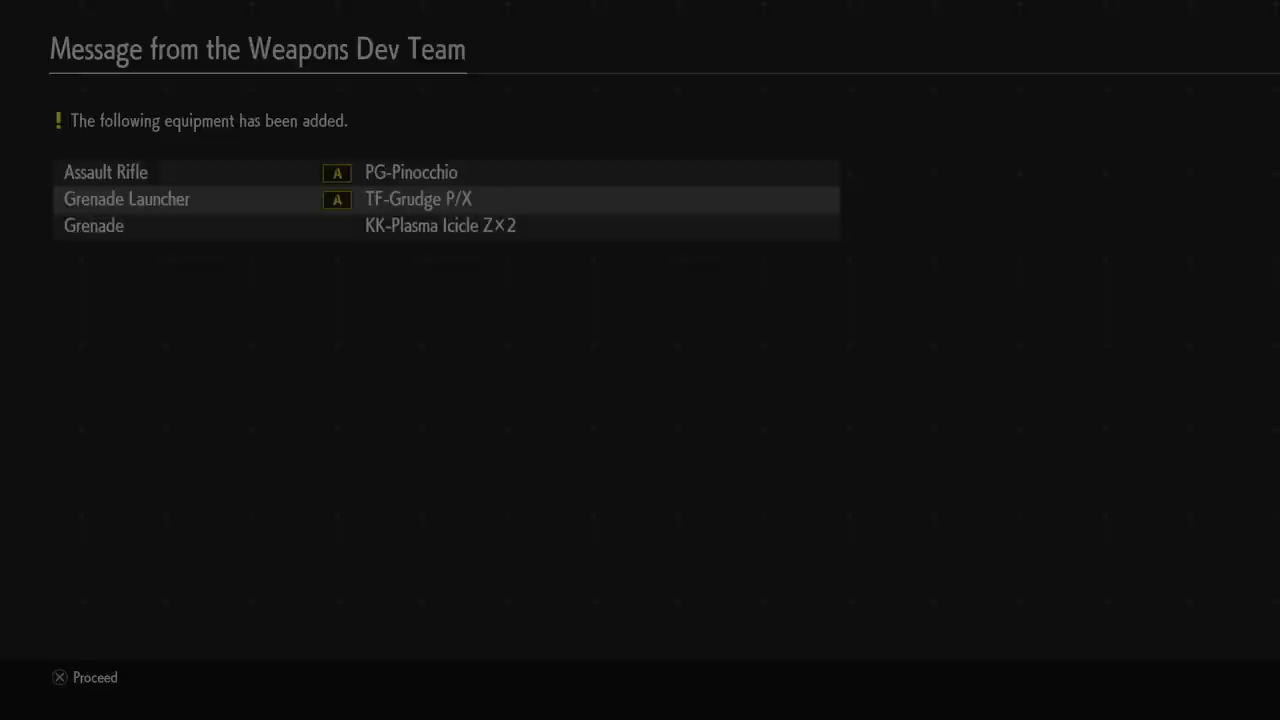 Message from the Weapons Dev Team
! The following equipment has been added.
Assault Rifle A PG-Pinocchio
Grenade Launcher A TF-Grudge P/X
Grenade KK-Plasma Icicle Z×2
Proceed